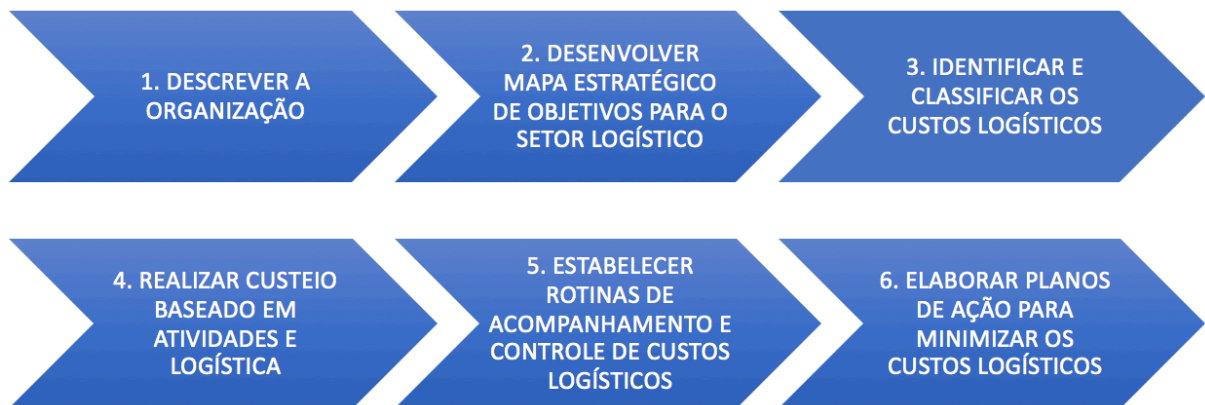 1. DESCREVER A
ORGANIZAÇÃO
2. DESENVOLVER
MAPA ESTRATÉGICO
DE OBJETIVOS PARA O
SETOR LOGÍSTICO
3. IDENTIFICAR E
CLASSIFICAR OS
CUSTOS LOGÍSTICOS
4. REALIZAR CUSTEIO
BASEADO EM
ATIVIDADES E
LOGÍSTICA
5. ESTABELECER
ROTINAS DE
ACOMPANHAMENTO E
CONTROLE DE CUSTOS
LOGÍSTICOS
6. ELABORAR PLANOS
DE AÇÃO PARA
MINIMIZAR OS
CUSTOS LOGÍSTICOS